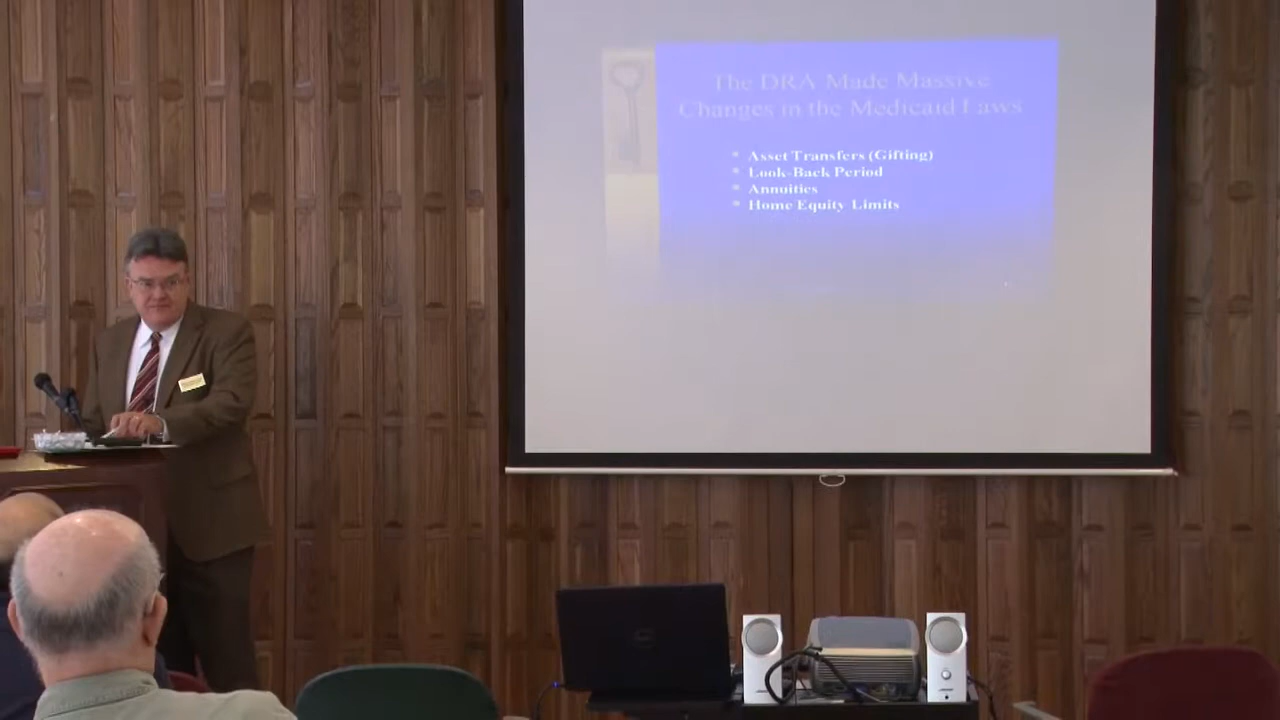 The DRA Made Massive
Changes in the Medicaid Laws
Asset Transfers (Gifting)
Look-Back Period
Annuities
Home Equity Limits